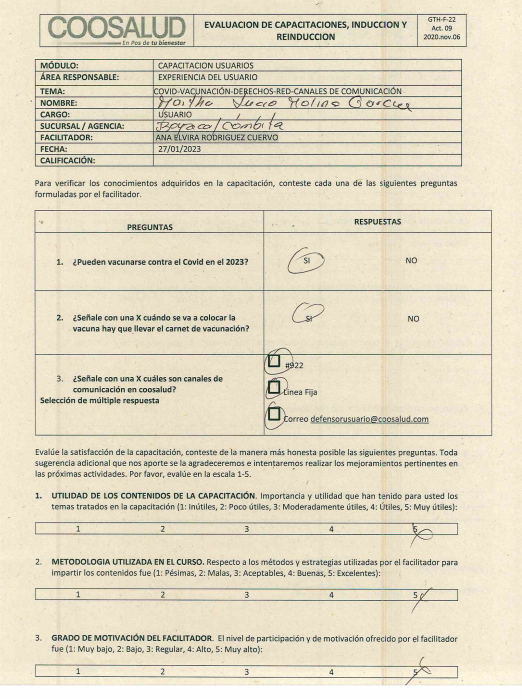 COOSALUD
En Pos de tu bienestar
EVALUACION DE CAPACITACIONES, INDUCCION Y
REINDUCCION
GTH-F-22
Act. 09
2020.nov.06
MÓDULO: CAPACITACION USUARIOS
ÁREA RESPONSABLE: EXPERIENCIA DEL USUARIO
TEMA: COVID-VACUNACIÓN-DERECHOS-RED-CANALES DE COMUNICACIÓN
NOMBRE: Martha Lucia Molina Garcia
CARGO: USUARIO
SUCURSAL / AGENCIA: Boyaca/Combita
FACILITADOR: ANA ELVIRA RODRIGUEZ CUERVO
FECHA: 27/01/2023
CALIFICACIÓN:
Para verificar los conocimientos adquiridos en la capacitación, conteste cada una de las siguientes preguntas
formuladas por el facilitador.
PREGUNTAS RESPUESTAS
1. ¿Pueden vacunarse contra el Covid en el 2023? SI NO
2. ¿Señale con una X cuándo se va a colocar la
vacuna hay que llevar el carnet de vacunación? SI NO
3. ¿Señale con una X cuáles son canales de
comunicación en coosalud?
Selección de múltiple respuesta
#922
Linea Fija
Correo defensorusuario@coosalud.com
Evalúe la satisfacción de la capacitación, conteste de la manera más honesta posible las siguientes preguntas. Toda
sugerencia adicional que nos aporte se la agradeceremos e intentaremos realizar los mejoramientos pertinentes en
las próximas actividades. Por favor, evalúe en la escala 1-5.
1. UTILIDAD DE LOS CONTENIDOS DE LA CAPACITACIÓN. Importancia y utilidad que han tenido para usted los
temas tratados en la capacitación (1: Inútiles, 2: Poco útiles, 3: Moderadamente útiles, 4: Útiles, 5: Muy útiles):
1 2 3 4 5
2. METODOLOGIA UTILIZADA EN EL CURSO. Respecto a los métodos y estrategias utilizadas por el facilitador para
impartir los contenidos fue (1: Pésimas, 2: Malas, 3: Aceptables, 4: Buenas, 5: Excelentes):
1 2 3 4 5
3. GRADO DE MOTIVACIÓN DEL FACILITADOR. El nivel de participación y de motivación ofrecido por el facilitador
fue (1: Muy bajo, 2: Bajo, 3: Regular, 4: Alto, 5: Muy alto):
1 2 3 4 5